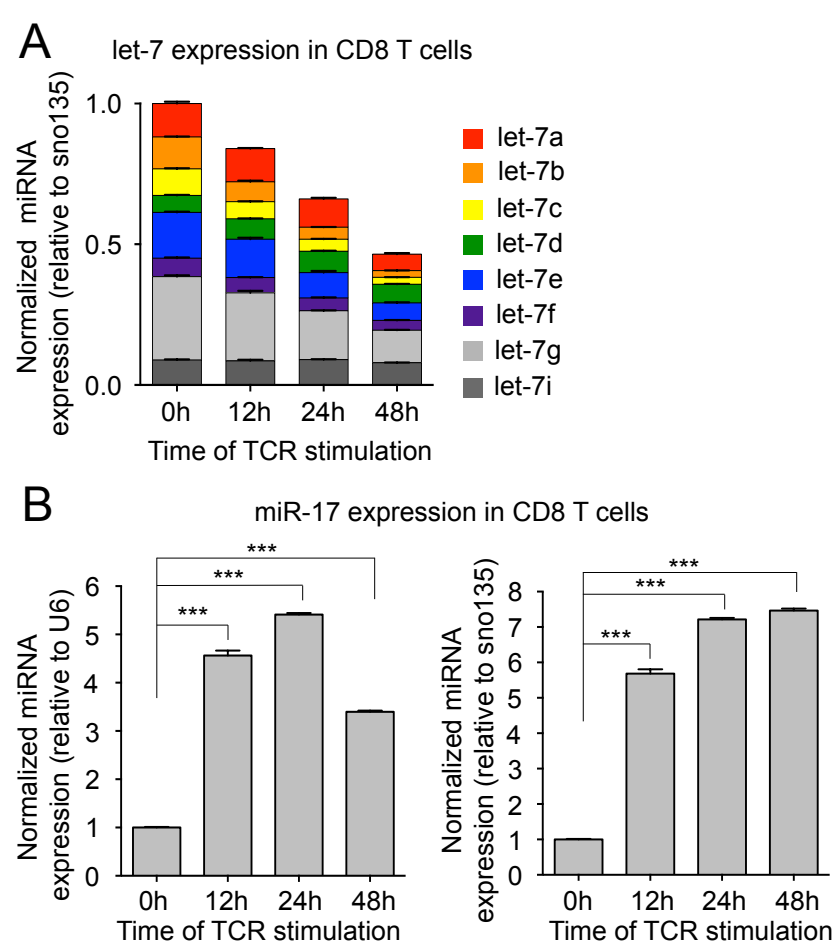 A
let-7 expression in CD8 T cells
Normalized miRNA
expression (relative to sno135)
1.0
0.5
0.0
0h 12h 24h 48h
Time of TCR stimulation
let-7a
let-7b
let-7c
let-7d
let-7e
let-7f
let-7g
let-7i
B
miR-17 expression in CD8 T cells
Normalized miRNA
expression (relative to U6)
6
5
4
3
2
1
0
***
***
***
0h 12h 24h 48h
Time of TCR stimulation
Normalized miRNA
expression (relative to sno135)
8
7
6
5
4
3
2
1
0
***
***
***
0h 12h 24h 48h
Time of TCR stimulation